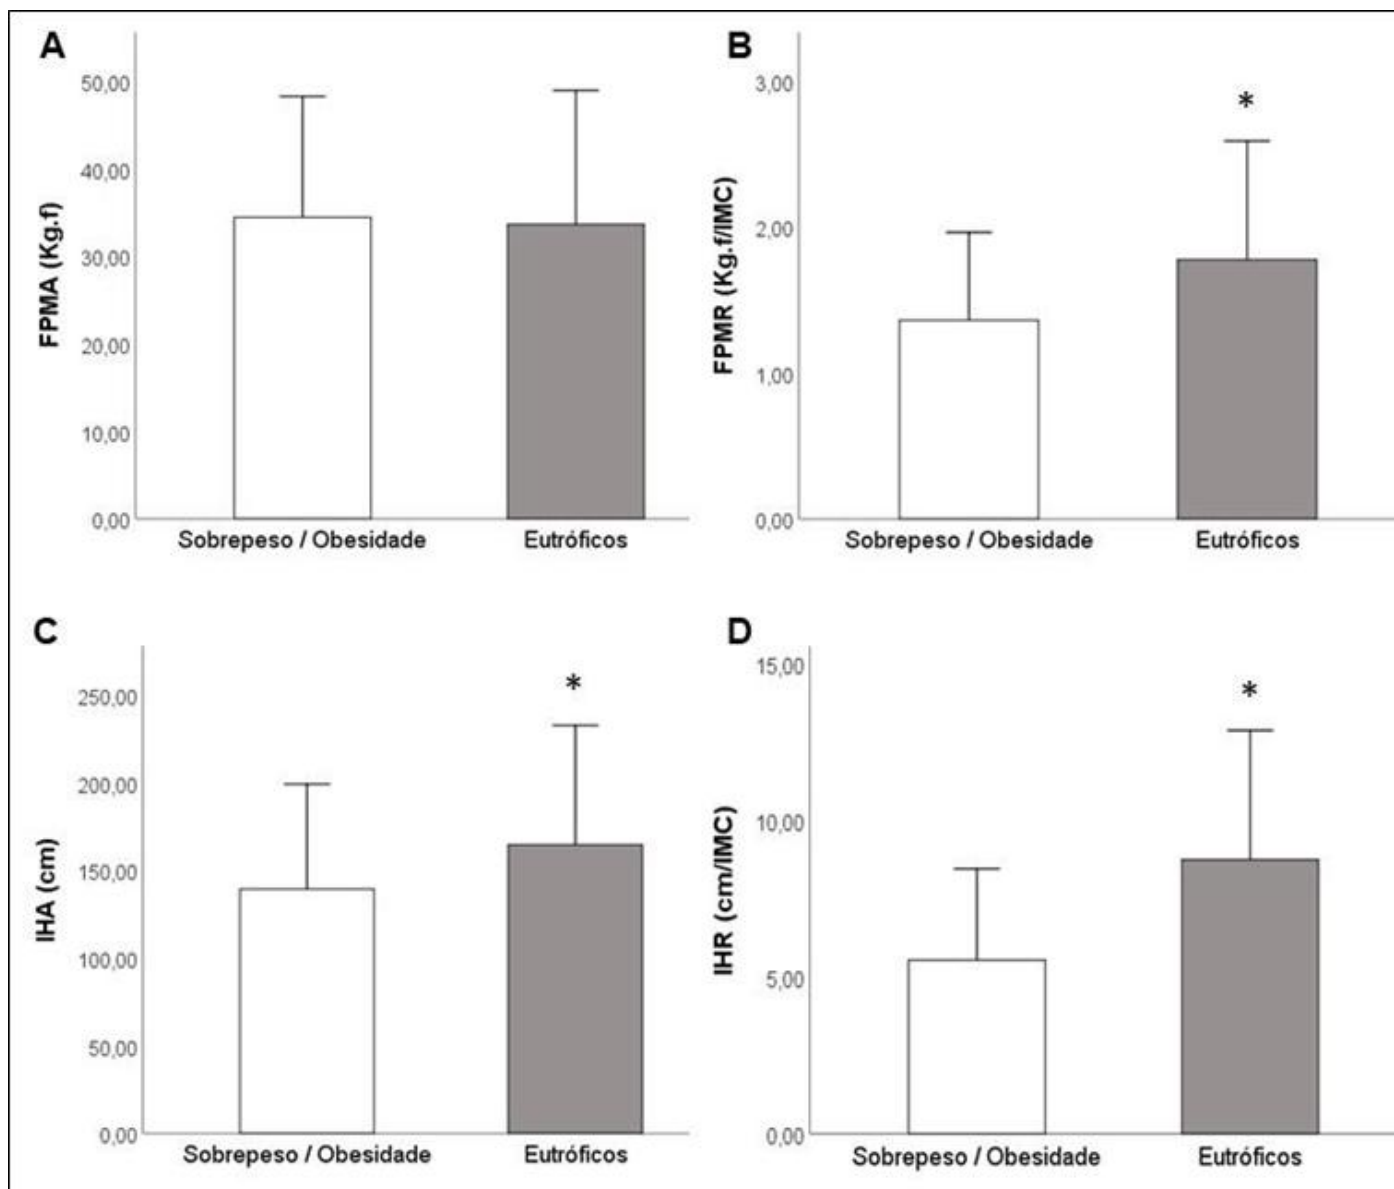 A
FPMA (Kg.f)
50,00
40,00
30,00
20,00
10,00
0,00
Sobrepeso / Obesidade
Eutróficos
B
FPMR (Kg.f/IMC)
3,00
2,00
1,00
0,00
*
Sobrepeso / Obesidade
Eutróficos
C
IHA (cm)
250,00
200,00
150,00
100,00
50,00
0,00
*
Sobrepeso / Obesidade
Eutróficos
D
IHR (cm/IMC)
15,00
10,00
5,00
0,00
*
Sobrepeso / Obesidade
Eutróficos